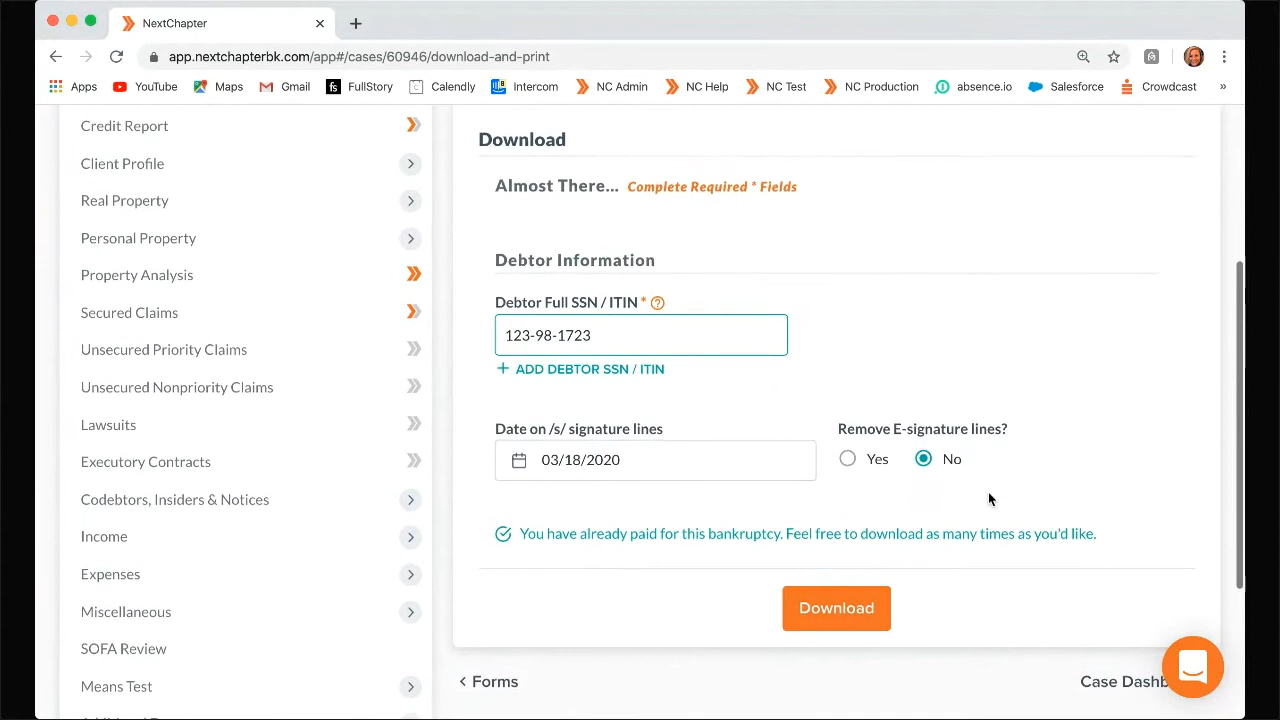 NextChapter
app.nextchapterbk.com/app#/cases/60946/download-and-print
Apps YouTube Maps Gmail fs FullStory Calendly Intercom NC Admin NC Help NC Test NC Production absence.io Salesforce Crowdcast »
Credit Report
Client Profile
Real Property
Personal Property
Property Analysis
Secured Claims
Unsecured Priority Claims
Unsecured Nonpriority Claims
Lawsuits
Executory Contracts
Codebtors, Insiders & Notices
Income
Expenses
Miscellaneous
SOFA Review
Means Test
Download
Almost There... Complete Required * Fields
Debtor Information
Debtor Full SSN / ITIN * ?
123-98-1723
+ ADD DEBTOR SSN / ITIN
Date on /s/ signature lines
03/18/2020
Remove E-signature lines?
Yes No
You have already paid for this bankruptcy. Feel free to download as many times as you'd like.
Download
< Forms
Case Dashb